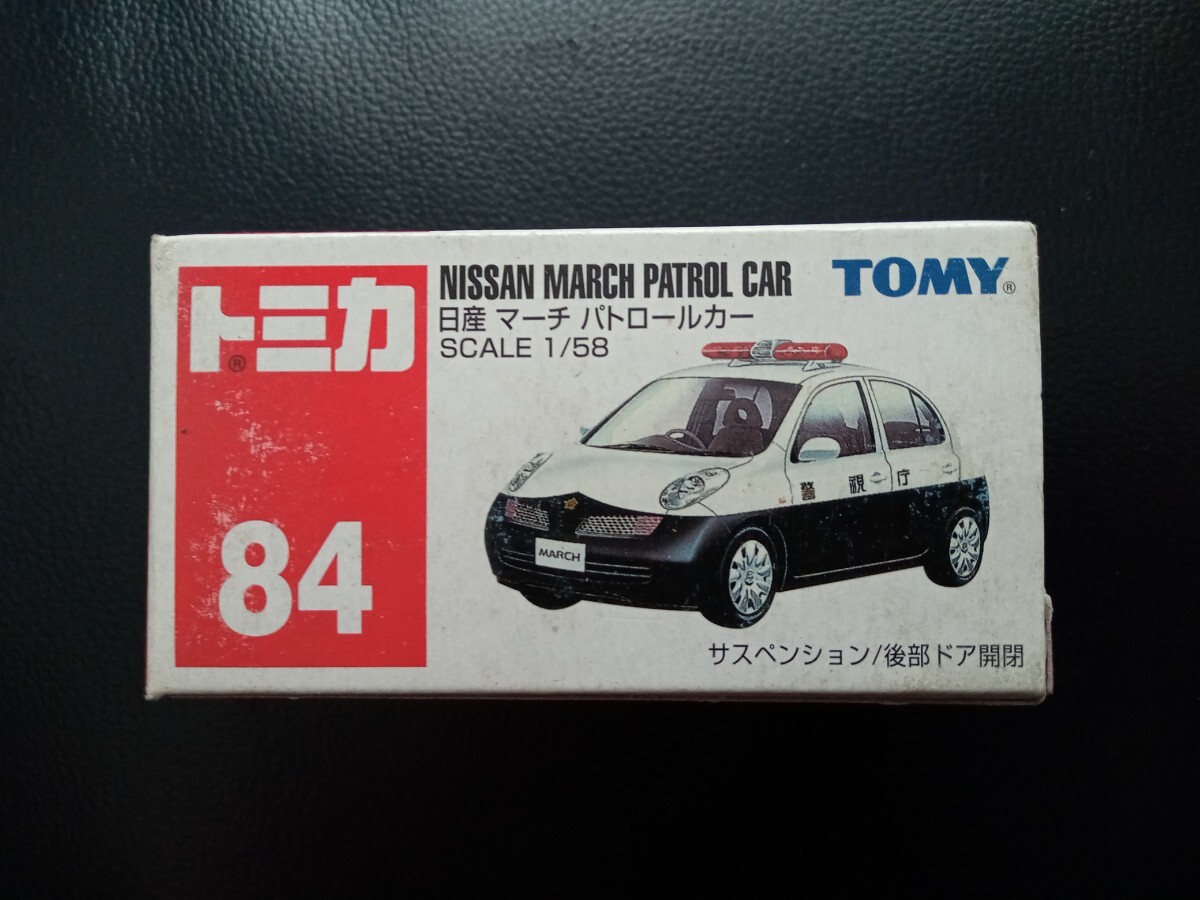 トミカ®
84
NISSAN MARCH PATROL CAR
日産 マーチ パトロールカー
SCALE 1/58
TOMY®
警視庁
MARCH
サスペンション/後部ドア開閉